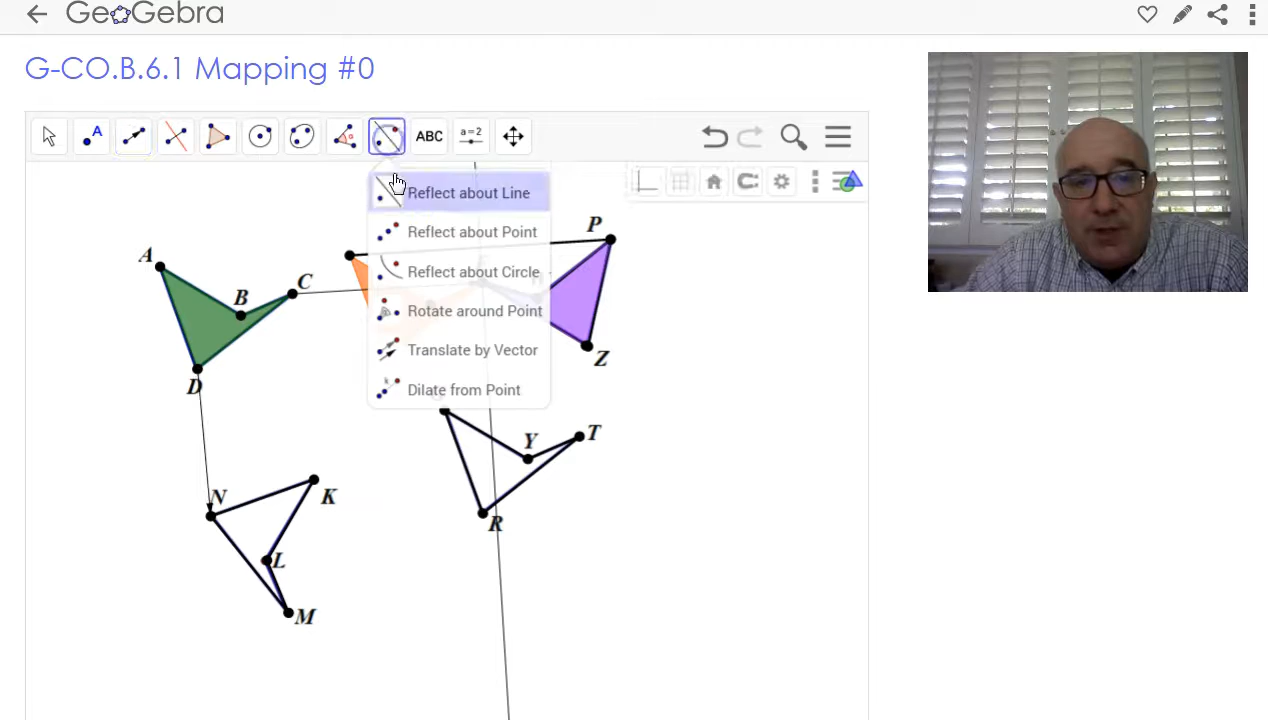 GeoGebra
G-CO.B.6.1 Mapping #0
A
ABC
a=2
Reflect about Line
Reflect about Point
Reflect about Circle
Rotate around Point
Translate by Vector
Dilate from Point
P
A
C
B
Z
D
Y
T
N
K
R
L
M